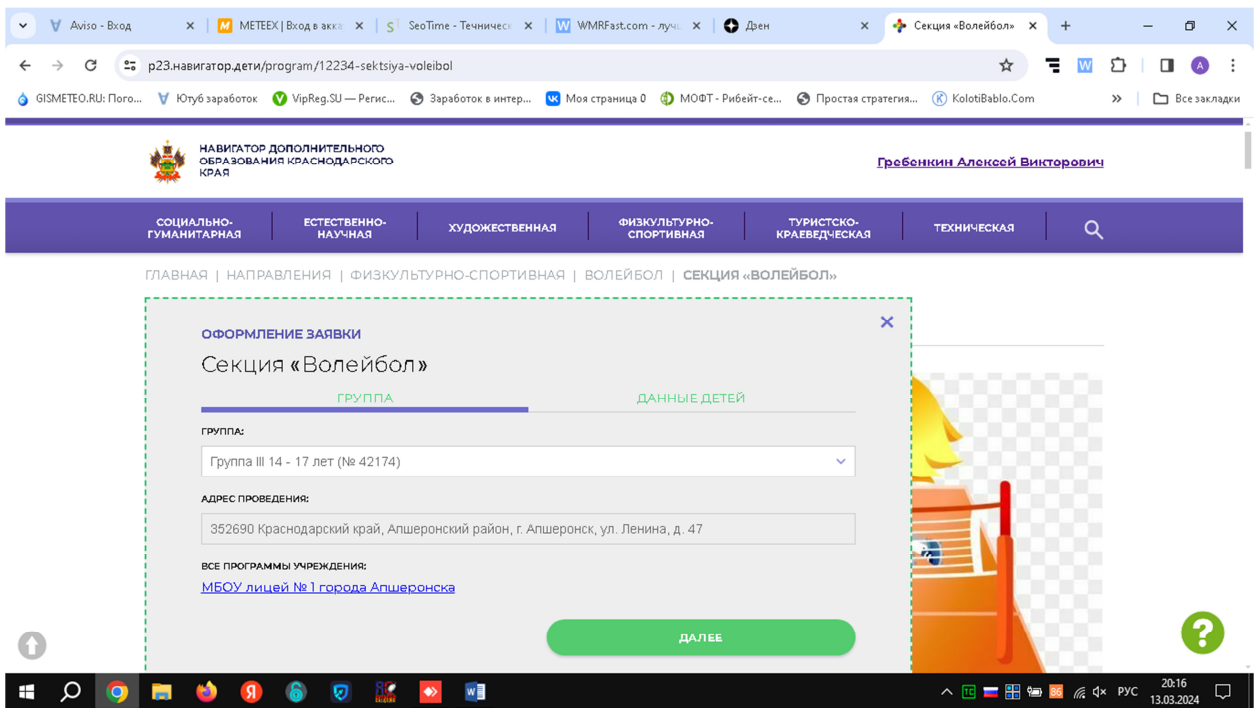 Aviso - Вход
METEEX | Вход в акка
SeoTime - Течническ
WMRFast.com - лучш
Дзен
Секция «Волейбол»
р23.навигатор.дети/program/12234-sektsiya-voleibol
GISMETEO.RU: Пого...
Ютуб заработок
VipReg.SU — Регис...
Заработок в интер...
Моя страница 0
МОФТ - Рибейт-се...
Простая стратегия...
KolotiBablo.Com
Все закладки
НАВИГАТОР ДОПОЛНИТЕЛЬНОГО
ОБРАЗОВАНИЯ КРАСНОДАРСКОГО
КРАЯ
Гребенкин Алексей Викторович
СОЦИАЛЬНО-
ГУМАНИТАРНАЯ
ЕСТЕСТВЕННО-
НАУЧНАЯ
ХУДОЖЕСТВЕННАЯ
ФИЗКУЛЬТУРНО-
СПОРТИВНАЯ
ТУРИСТСКО-
КРАЕВЕДЧЕСКАЯ
ТЕХНИЧЕСКАЯ
ГЛАВНАЯ | НАПРАВЛЕНИЯ | ФИЗКУЛЬТУРНО-СПОРТИВНАЯ | ВОЛЕЙБОЛ | СЕКЦИЯ «ВОЛЕЙБОЛ»
ОФОРМЛЕНИЕ ЗАЯВКИ
Секция «Волейбол»
ГРУППА
ДАННЫЕ ДЕТЕЙ
ГРУППА:
Группа III 14 - 17 лет (№ 42174)
АДРЕС ПРОВЕДЕНИЯ:
352690 Краснодарский край, Апшеронский район, г. Апшеронск, ул. Ленина, д. 47
ВСЕ ПРОГРАММЫ УЧРЕЖДЕНИЯ:
МБОУ лицей № 1 города Апшеронска
ДАЛЕЕ
РУС
20:16
13.03.2024